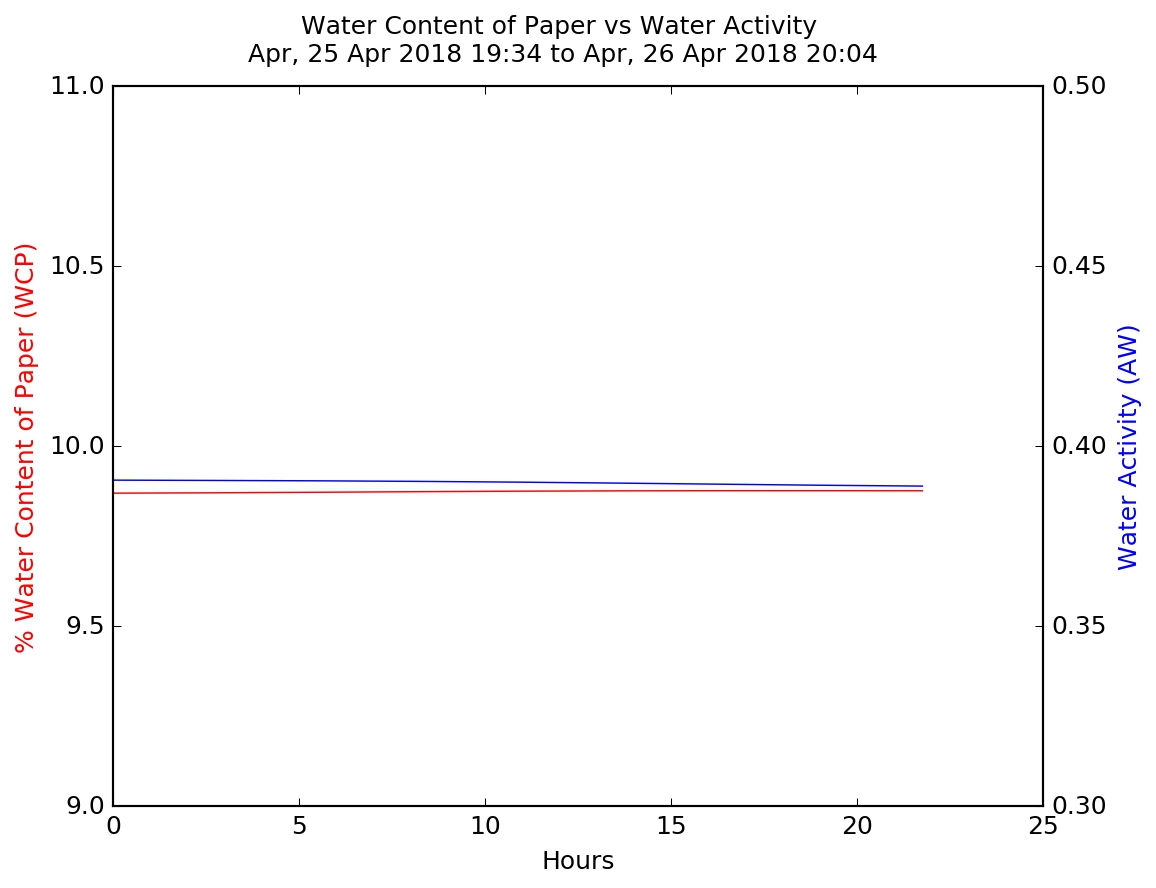 Water Content of Paper vs Water Activity
Apr, 25 Apr 2018 19:34 to Apr, 26 Apr 2018 20:04
% Water Content of Paper (WCP)
11.0
10.5
10.0
9.5
9.0
0.50
0.45
0.40
0.35
0.30
Water Activity (AW)
0 5 10 15 20 25
Hours